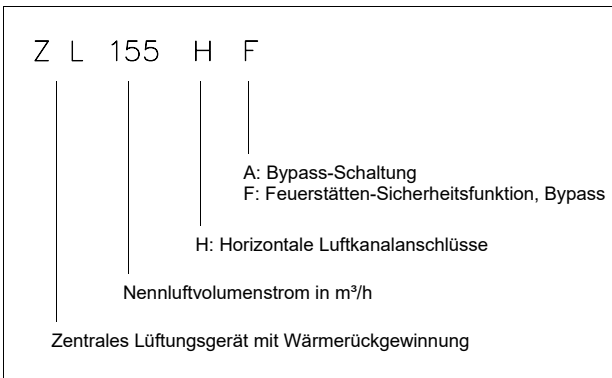 Z L 155 H F
A: Bypass-Schaltung
F: Feuerstätten-Sicherheitsfunktion, Bypass
H: Horizontale Luftkanalanschlüsse
Nennluftvolumenstrom in m³/h
Zentrales Lüftungsgerät mit Wärmerückgewinnung